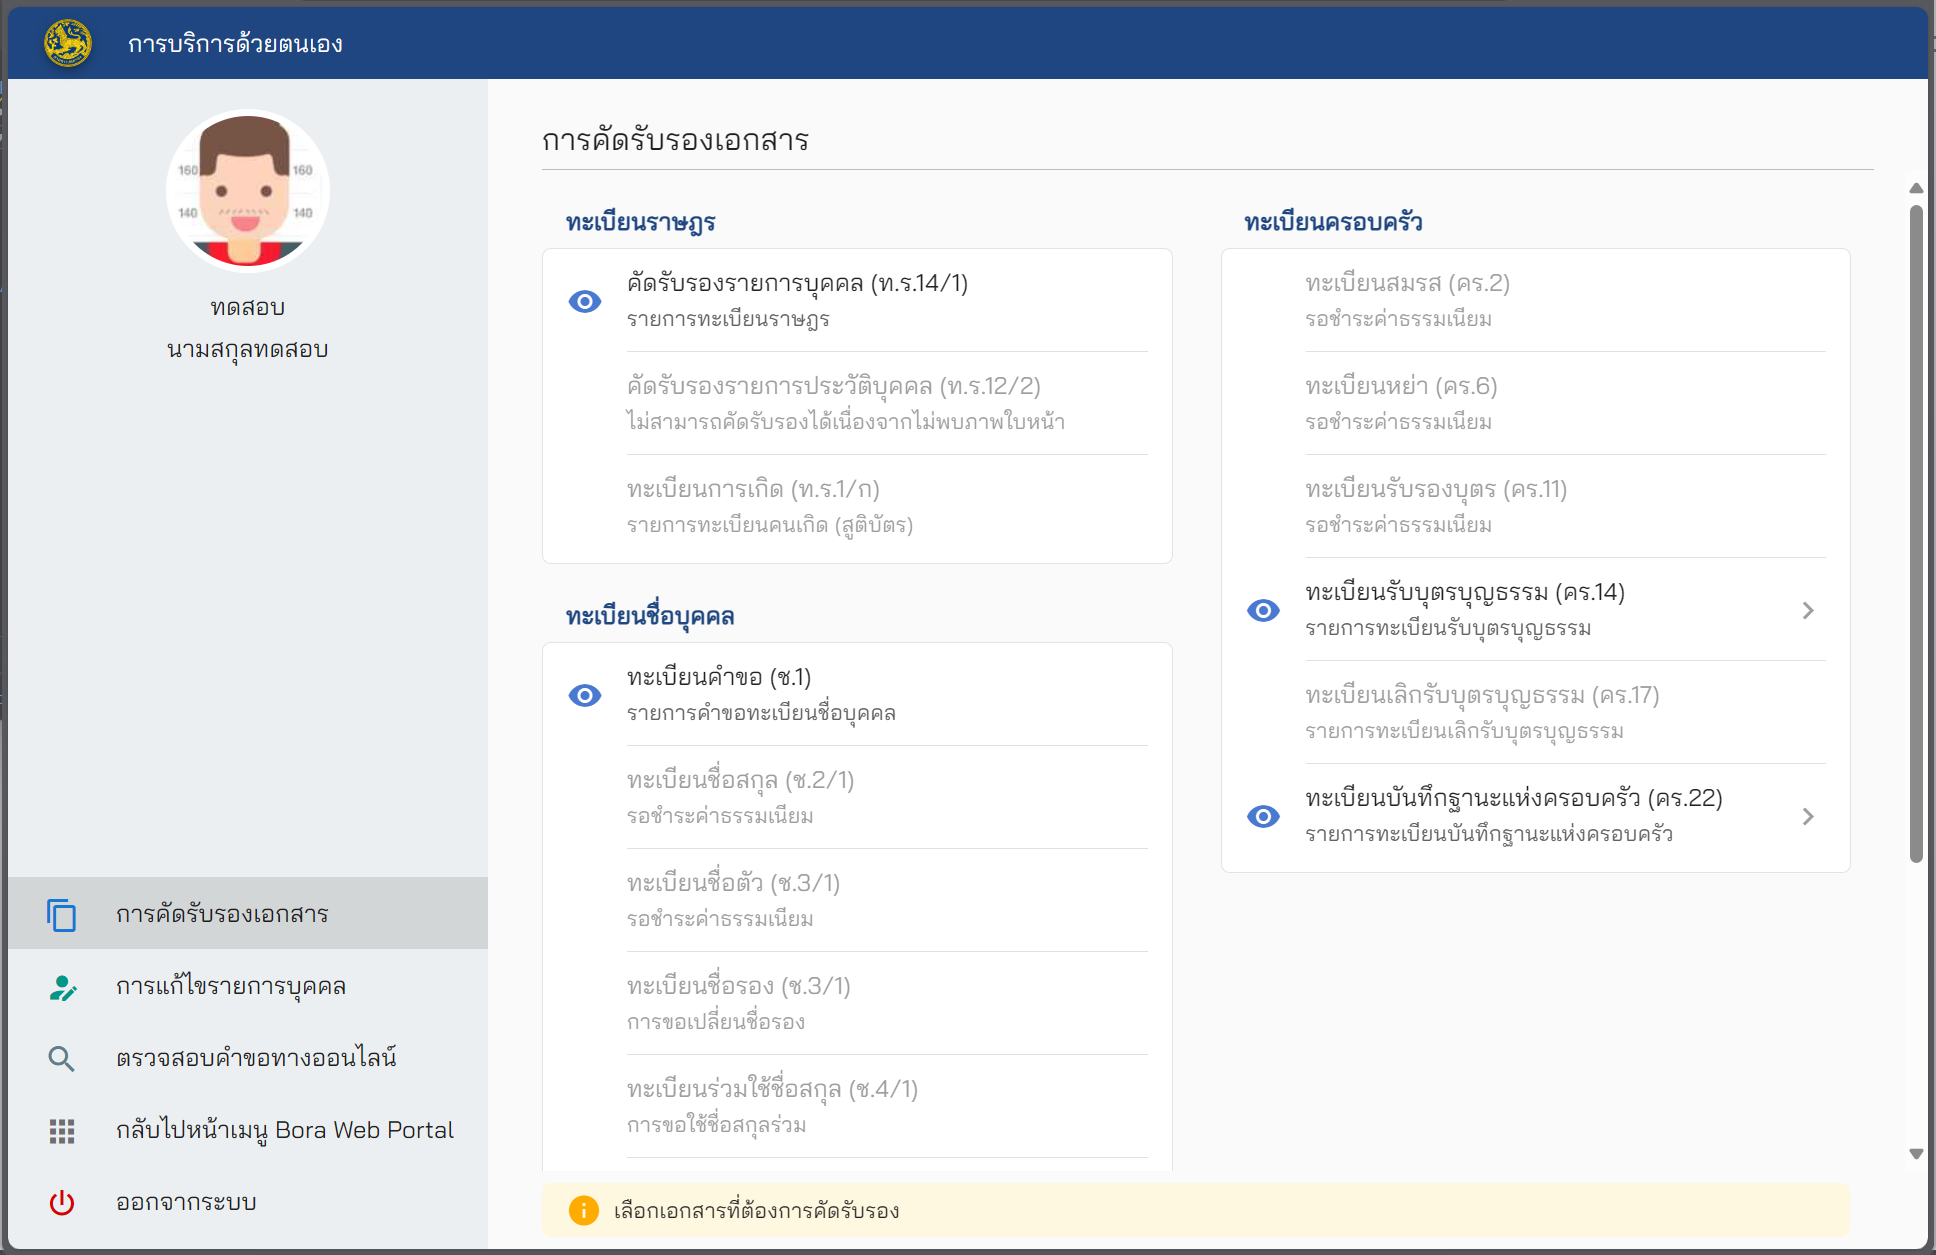 การบริการด้วยตนเอง
160 160
140 140
ทดสอบ
นามสกุลทดสอบ
การคัดรับรองเอกสาร
การแก้ไขรายการบุคคล
ตรวจสอบคำขอทางออนไลน์
กลับไปหน้าเมนู Bora Web Portal
ออกจากระบบ
การคัดรับรองเอกสาร
ทะเบียนราษฎร
คัดรับรองรายการบุคคล (ท.ร.14/1)
รายการทะเบียนราษฎร
คัดรับรองรายการประวัติบุคคล (ท.ร.12/2)
ไม่สามารถคัดรับรองได้เนื่องจากไม่พบภาพใบหน้า
ทะเบียนการเกิด (ท.ร.1/ก)
รายการทะเบียนคนเกิด (สูติบัตร)
ทะเบียนชื่อบุคคล
ทะเบียนคำขอ (ช.1)
รายการคำขอทะเบียนชื่อบุคคล
ทะเบียนชื่อสกุล (ช.2/1)
รอชำระค่าธรรมเนียม
ทะเบียนชื่อตัว (ช.3/1)
รอชำระค่าธรรมเนียม
ทะเบียนชื่อรอง (ช.3/1)
การขอเปลี่ยนชื่อรอง
ทะเบียนร่วมใช้ชื่อสกุล (ช.4/1)
การขอใช้ชื่อสกุลร่วม
ทะเบียนครอบครัว
ทะเบียนสมรส (คร.2)
รอชำระค่าธรรมเนียม
ทะเบียนหย่า (คร.6)
รอชำระค่าธรรมเนียม
ทะเบียนรับรองบุตร (คร.11)
รอชำระค่าธรรมเนียม
ทะเบียนรับบุตรบุญธรรม (คร.14)
รายการทะเบียนรับบุตรบุญธรรม
ทะเบียนเลิกรับบุตรบุญธรรม (คร.17)
รายการทะเบียนเลิกรับบุตรบุญธรรม
ทะเบียนบันทึกฐานะแห่งครอบครัว (คร.22)
รายการทะเบียนบันทึกฐานะแห่งครอบครัว
เลือกเอกสารที่ต้องการคัดรับรอง